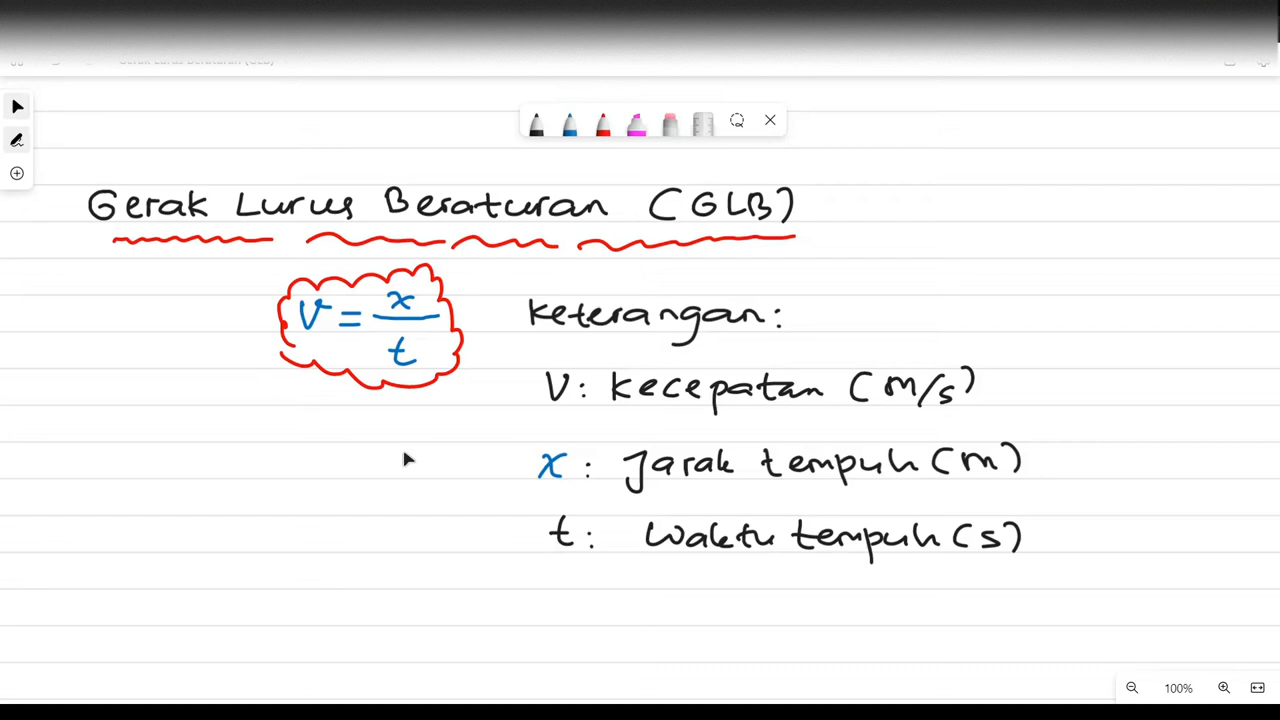 Gerak Lurus Beraturan (GLB)
V = x / t
Keterangan:
V: Kecepatan (m/s)
x: Jarak tempuh (m)
t: Waktu tempuh (s)
100%